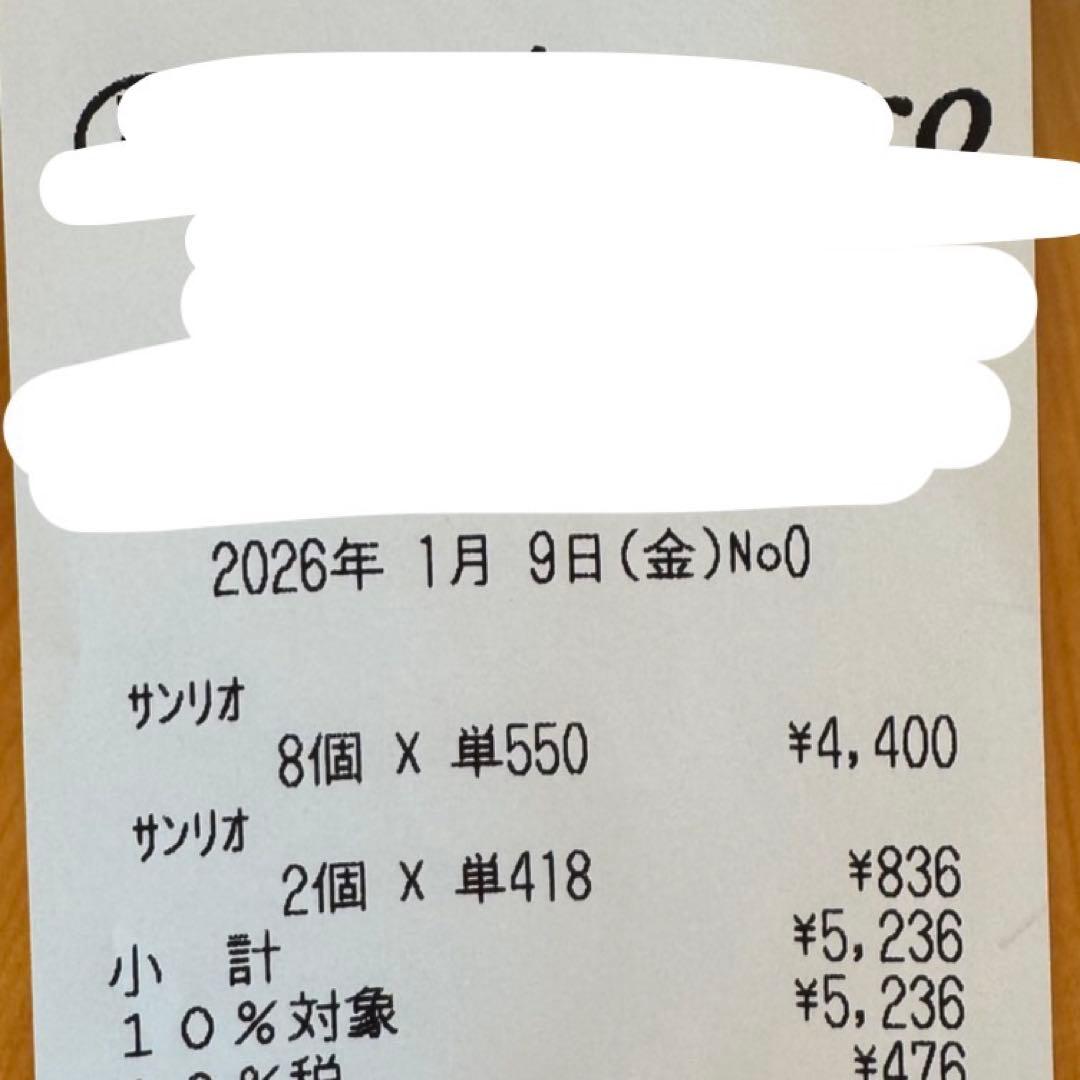 2026年 1月 9日(金)No0
ｻﾝﾘｵ
8個 X 単550 ¥4,400
ｻﾝﾘｵ
2個 X 単418 ¥836
小 計 ¥5,236
10%対象 ¥5,236
¥476